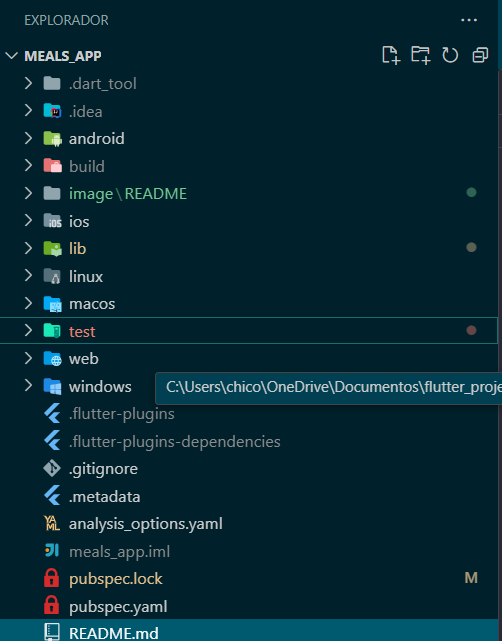 EXPLORADOR
MEALS_APP
.dart_tool
.idea
android
build
image\README
ios
lib
linux
macos
test
web
windows
C:\Users\chico\OneDrive\Documentos\flutter_proje
.flutter-plugins
.flutter-plugins-dependencies
.gitignore
.metadata
analysis_options.yaml
meals_app.iml
pubspec.lock M
pubspec.yaml
README.md